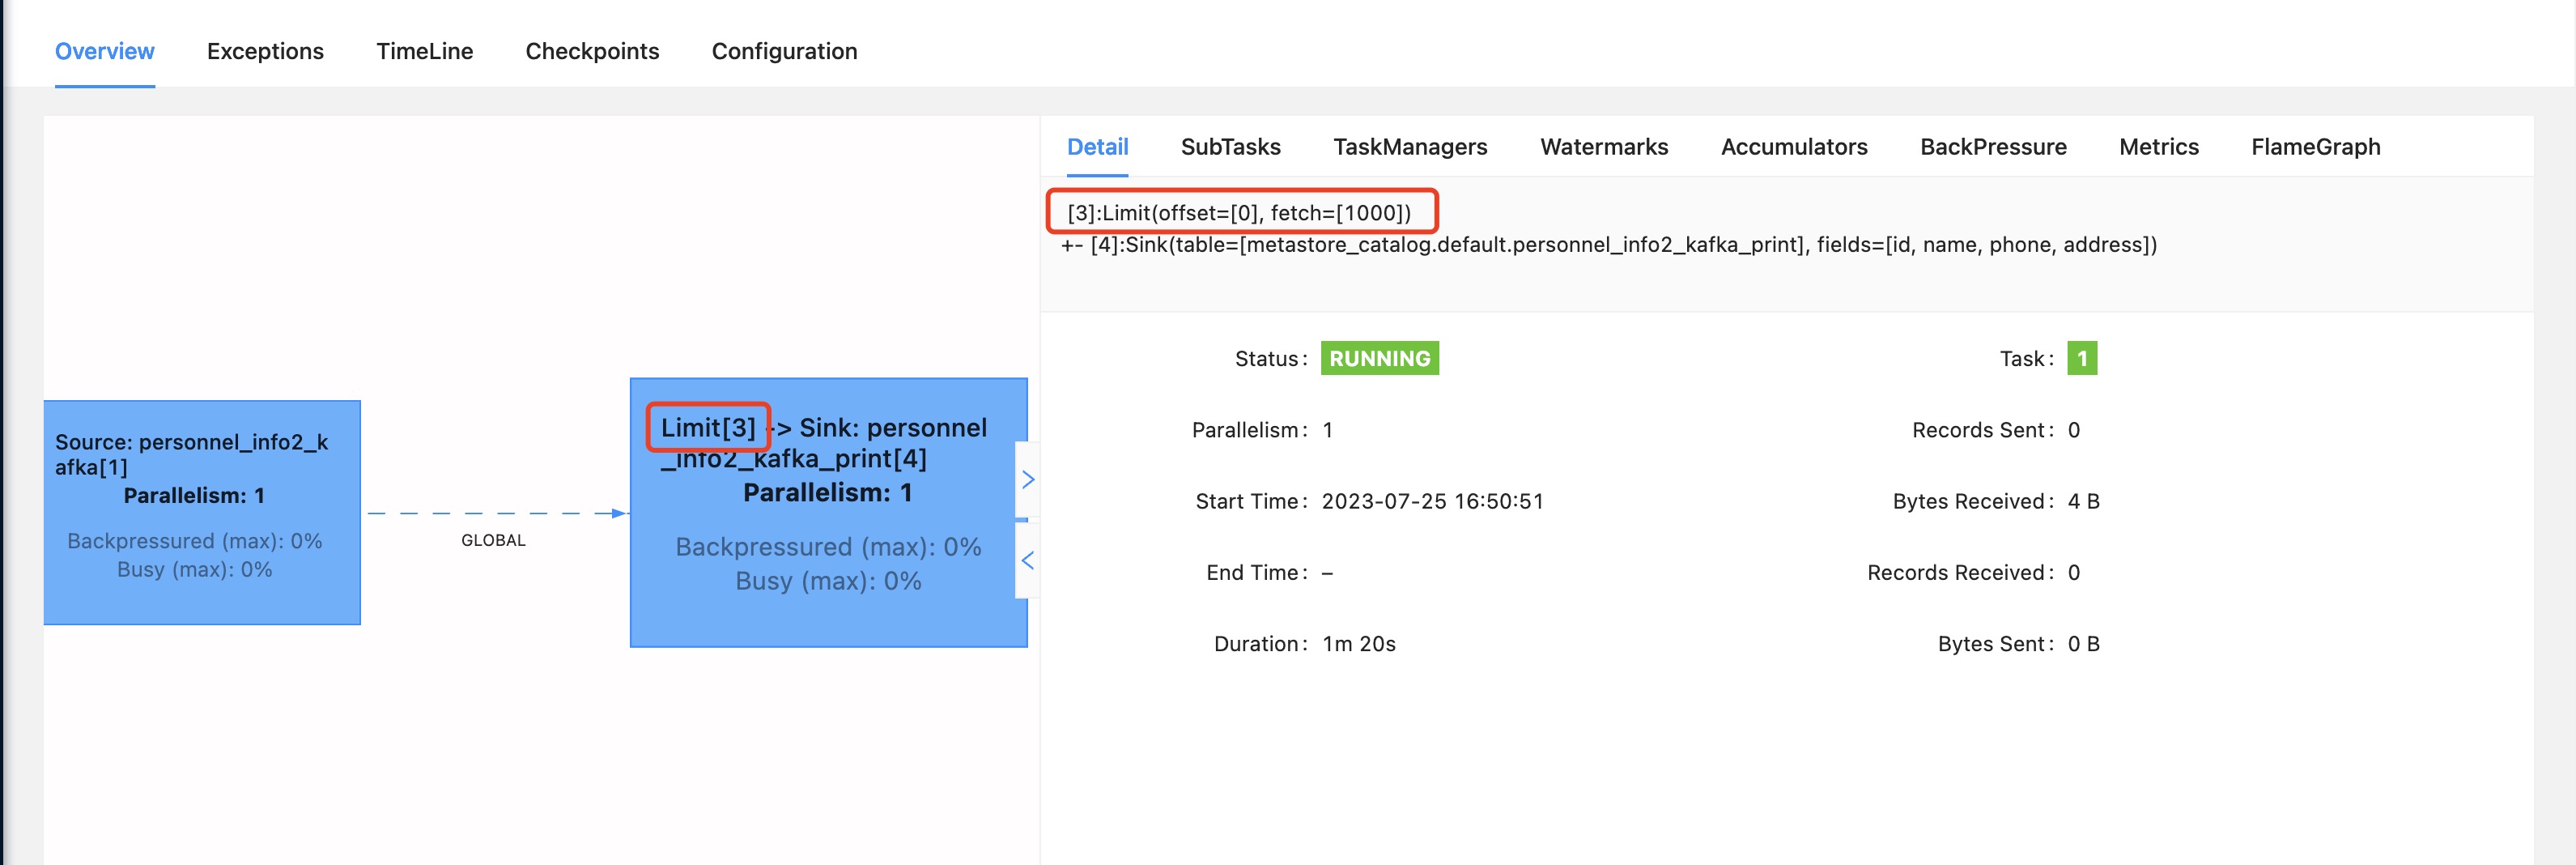 Overview Exceptions TimeLine Checkpoints Configuration
Source: personnel_info2_k
afka[1]
Parallelism: 1
Backpressured (max): 0%
Busy (max): 0%
GLOBAL
Limit[3] -> Sink: personnel
_info2_kafka_print[4]
Parallelism: 1
Backpressured (max): 0%
Busy (max): 0%
Detail SubTasks TaskManagers Watermarks Accumulators BackPressure Metrics FlameGraph
[3]:Limit(offset=[0], fetch=[1000])
+- [4]:Sink(table=[metastore_catalog.default.personnel_info2_kafka_print], fields=[id, name, phone, address])
Status: RUNNING Task: 1
Parallelism: 1 Records Sent: 0
Start Time: 2023-07-25 16:50:51 Bytes Received: 4 B
End Time: – Records Received: 0
Duration: 1m 20s Bytes Sent: 0 B